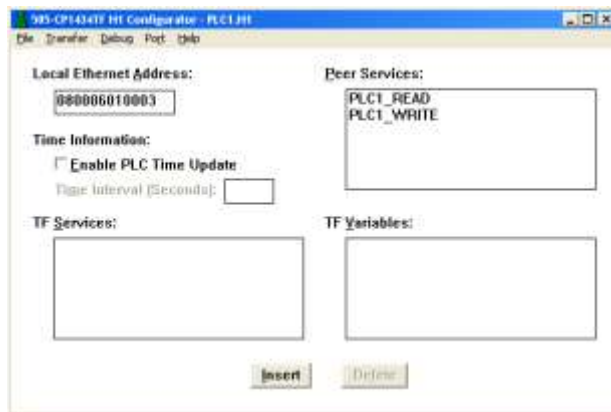 505-CP1434TF H1 Configurator - PLC1.H1
File Transfer Debug Port Help
Local Ethernet Address:
080006010003
Time Information:
Enable PLC Time Update
Time Interval (Seconds):
Peer Services:
PLC1_READ
PLC1_WRITE
TF Services:
TF Variables:
Insert
Delete